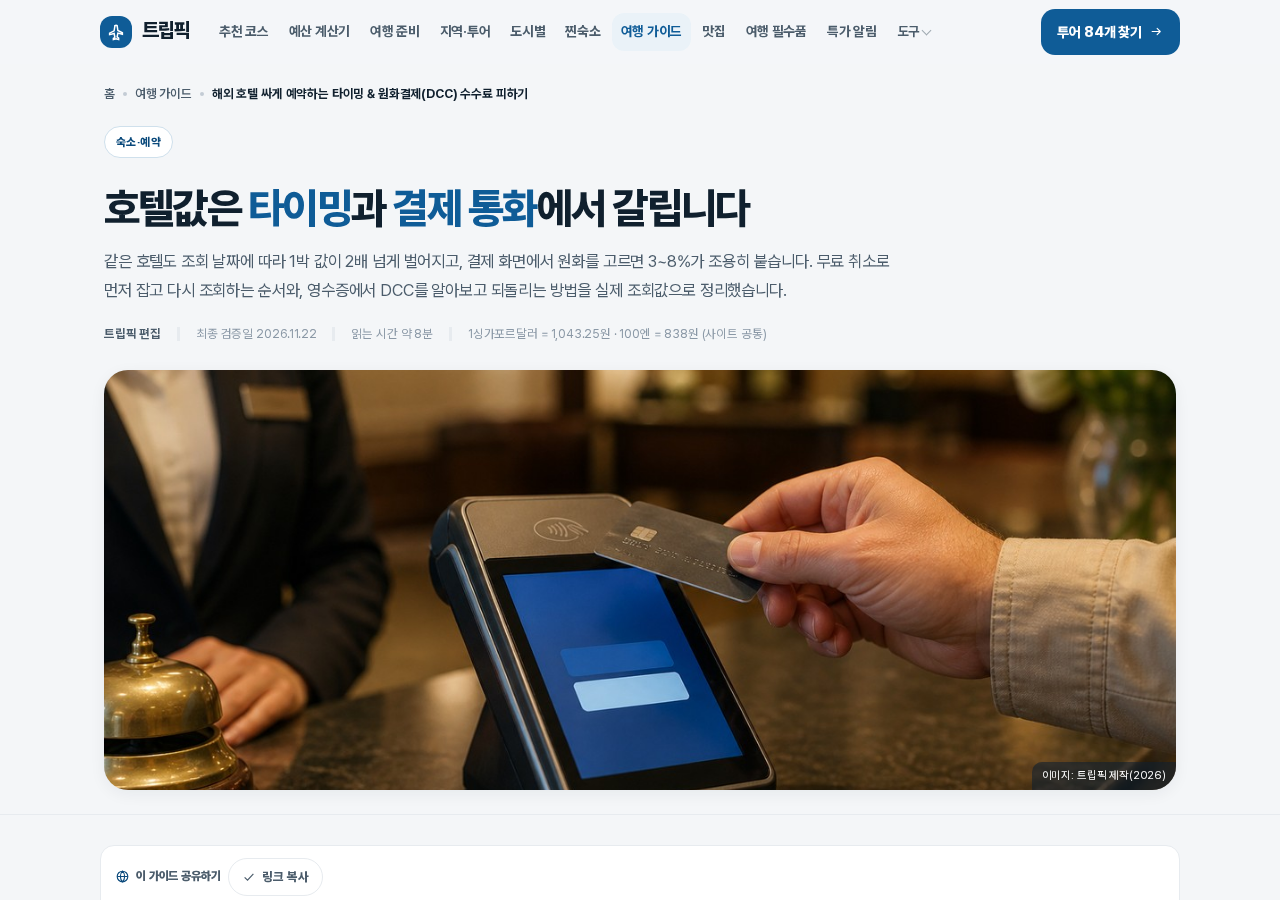 트립픽
추천 코스
예산 계산기
여행 준비
지역·투어
도시별
찐숙소
여행 가이드
맛집
여행 필수품
특가 알림
도구
투어 84개 찾기 →
홈 • 여행 가이드 • 해외 호텔 싸게 예약하는 타이밍 & 원화결제(DCC) 수수료 피하기
숙소·예약
호텔값은 타이밍과 결제 통화에서 갈립니다
같은 호텔도 조회 날짜에 따라 1박 값이 2배 넘게 벌어지고, 결제 화면에서 원화를 고르면 3~8%가 조용히 붙습니다. 무료 취소로
먼저 잡고 다시 조회하는 순서와, 영수증에서 DCC를 알아보고 되돌리는 방법을 실제 조회값으로 정리했습니다.
트립픽 편집 | 최종 검증일 2026.11.22 | 읽는 시간 약 8분 | 1싱가포르달러 = 1,043.25원 · 100엔 = 838원 (사이트 공통)
이미지: 트립픽 제작(2026)
이 가이드 공유하기
링크 복사